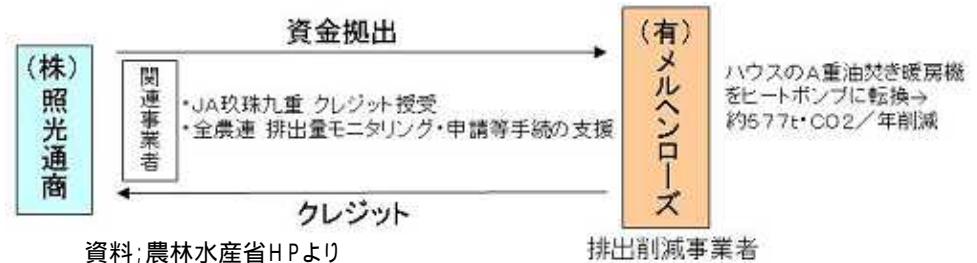 資金拠出
(株)照光通商
関連事業者
・JA玖珠九重 クレジット授受
・全農連 排出量モニタリング・申請等手続の支援
クレジット
(有)メルヘンローズ
ハウスのA重油焚き暖房機
をヒートポンプに転換→
約577t・CO2/年削減
資料;農林水産省HPより
排出削減事業者